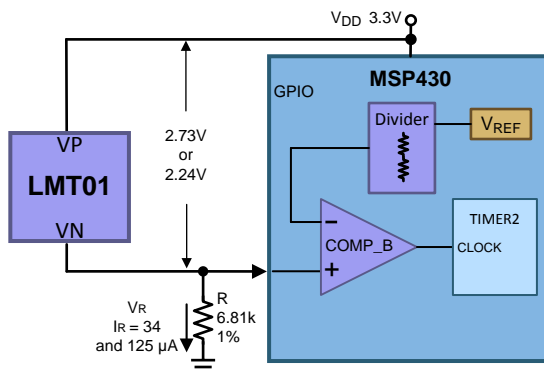 VDD 3.3V
MSP430
GPIO
Divider
VREF
2.73V
or
2.24V
VP
LMT01
VN
−
COMP_B
+
TIMER2
CLOCK
VR
IR = 34
and 125 µA
R
6.81k
1%